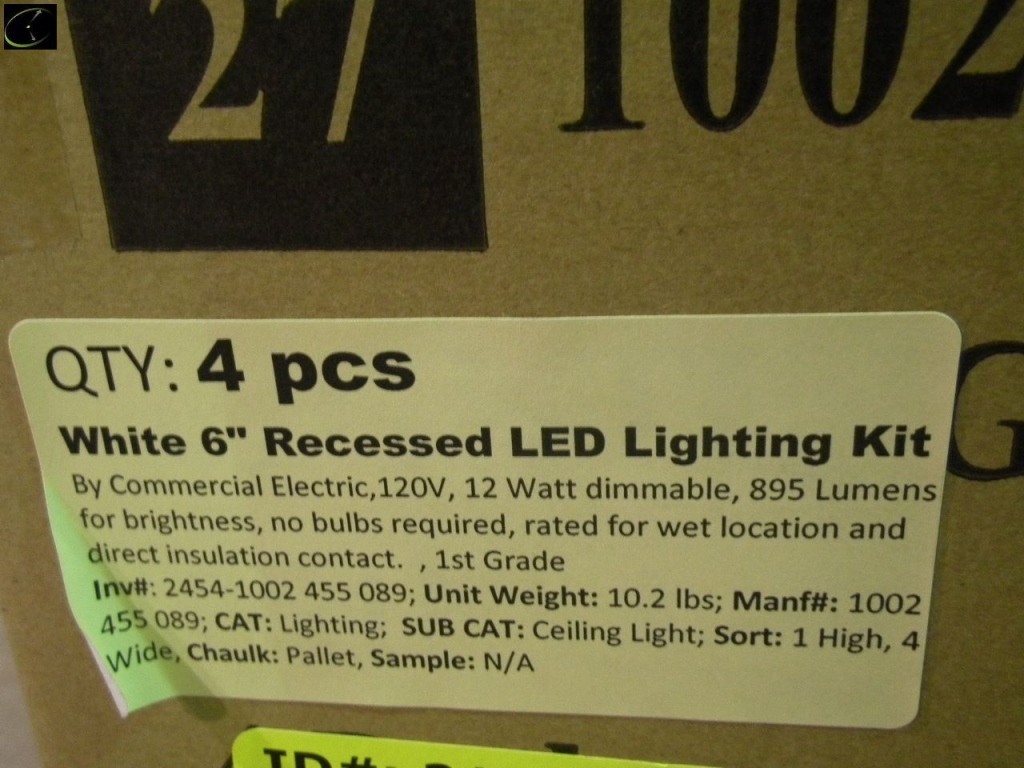 27 1002
QTY: 4 pcs
White 6" Recessed LED Lighting Kit
By Commercial Electric,120V, 12 Watt dimmable, 895 Lumens
for brightness, no bulbs required, rated for wet location and
direct insulation contact. , 1st Grade
Inv#: 2454-1002 455 089; Unit Weight: 10.2 lbs; Manf#: 1002
455 089; CAT: Lighting; SUB CAT: Ceiling Light; Sort: 1 High, 4
Wide, Chaulk: Pallet, Sample: N/A
G
ID#: